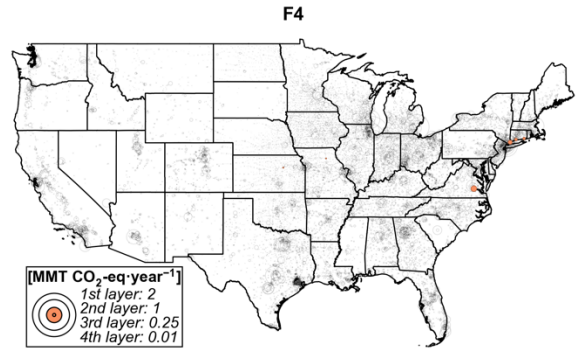 F4
[MMT CO₂-eq·year⁻¹]
1st layer: 2
2nd layer: 1
3rd layer: 0.25
4th layer: 0.01